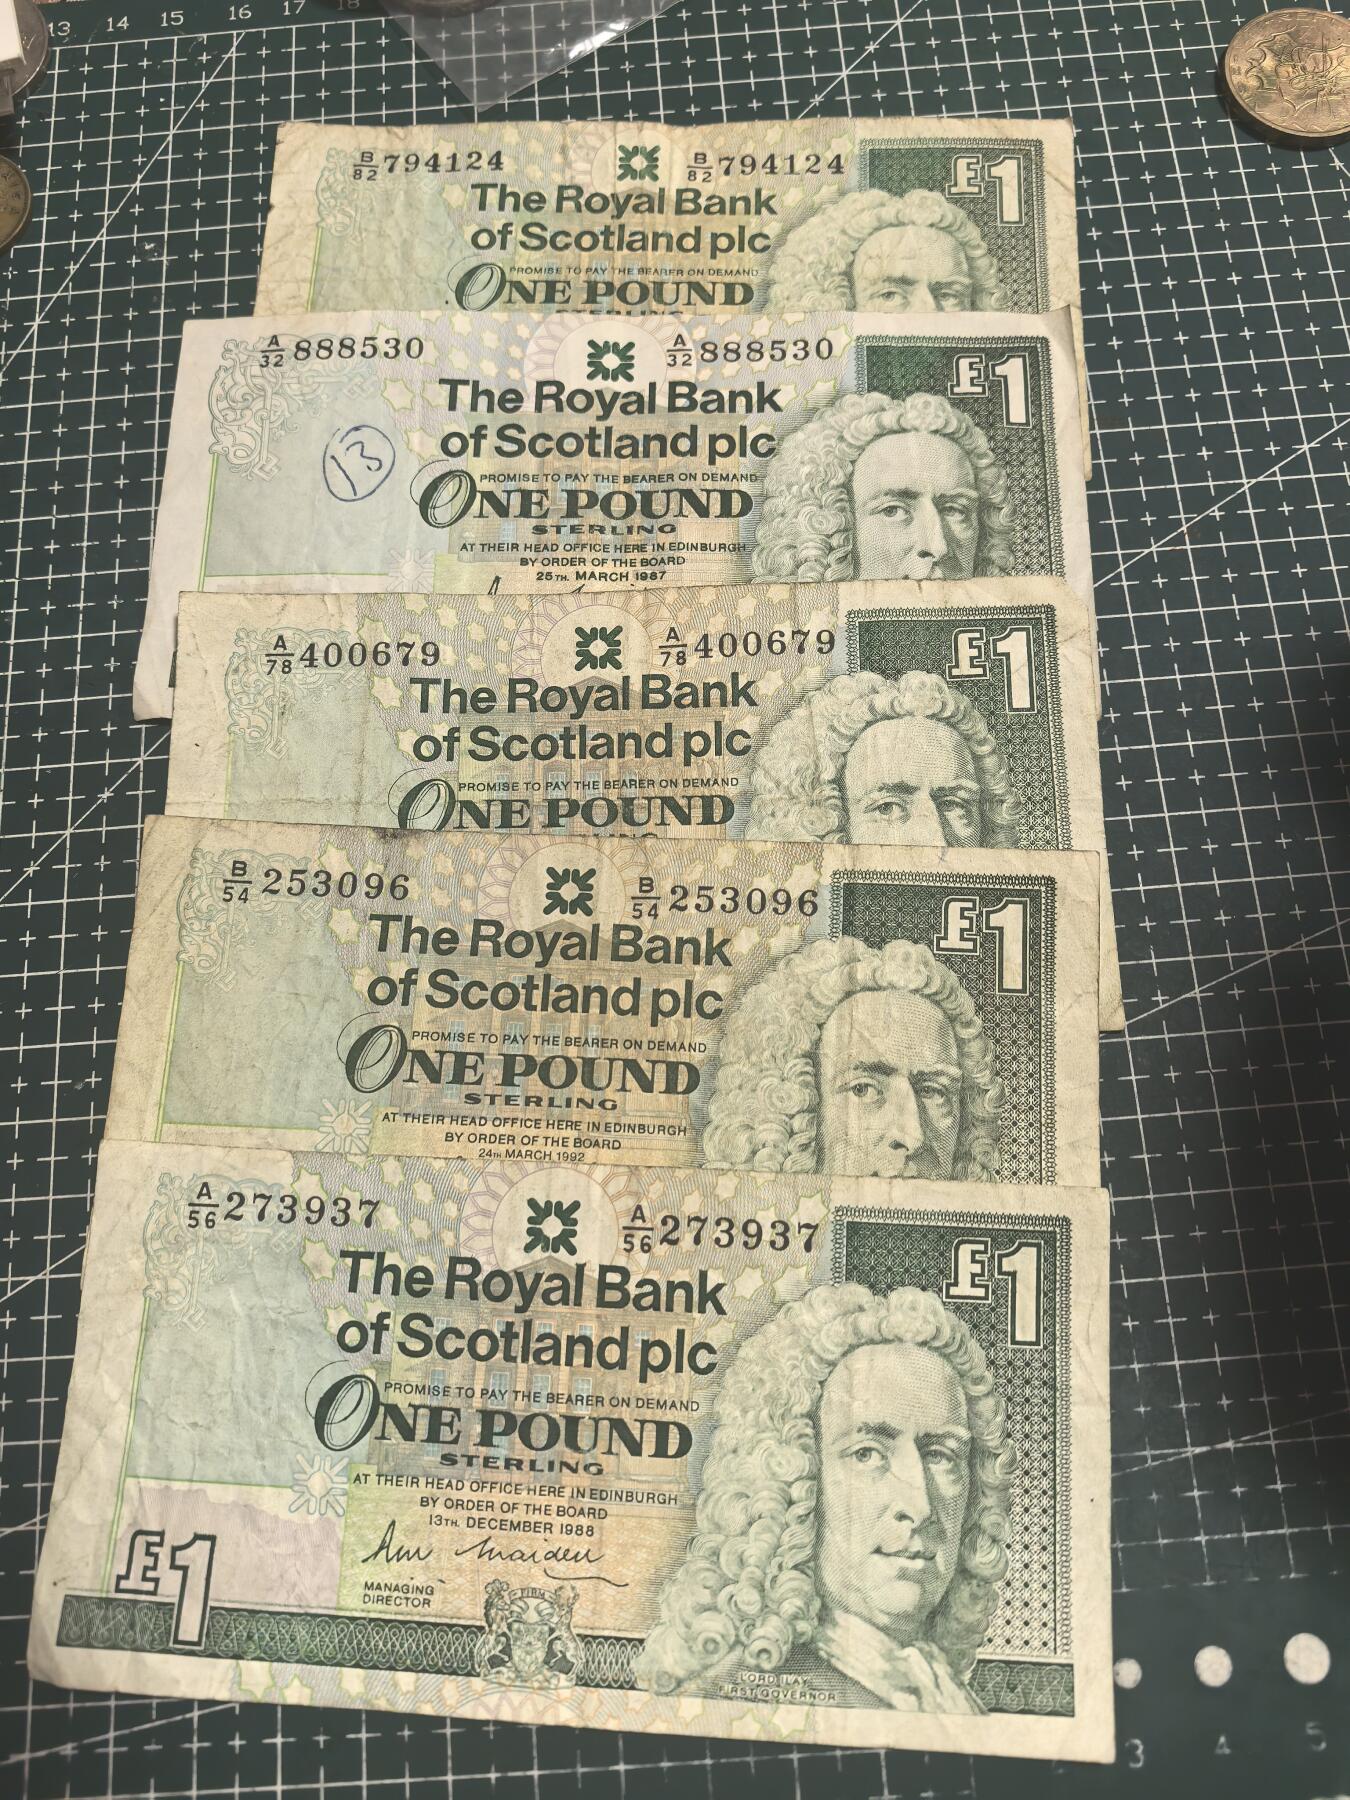 13 14 15 16 17 18
B/82 794124 B/82 794124
£1
The Royal Bank
of Scotland plc
PROMISE TO PAY THE BEARER ON DEMAND
ONE POUND
STERLING
A/32 888530 A/32 888530
£1
The Royal Bank
of Scotland plc
13
PROMISE TO PAY THE BEARER ON DEMAND
ONE POUND
STERLING
AT THEIR HEAD OFFICE HERE IN EDINBURGH
BY ORDER OF THE BOARD
25TH. MARCH 1987
A/78 400679 A/78 400679
£1
The Royal Bank
of Scotland plc
PROMISE TO PAY THE BEARER ON DEMAND
ONE POUND
STERLING
B/54 253096 B/54 253096
£1
The Royal Bank
of Scotland plc
PROMISE TO PAY THE BEARER ON DEMAND
ONE POUND
STERLING
AT THEIR HEAD OFFICE HERE IN EDINBURGH
BY ORDER OF THE BOARD
24TH MARCH 1992
A/56 273937 A/56 273937
£1
The Royal Bank
of Scotland plc
PROMISE TO PAY THE BEARER ON DEMAND
ONE POUND
STERLING
AT THEIR HEAD OFFICE HERE IN EDINBURGH
BY ORDER OF THE BOARD
13TH. DECEMBER 1988
£1
MANAGING
DIRECTOR
FIRM
LORD ILAY
FIRST GOVERNOR
3 4 5